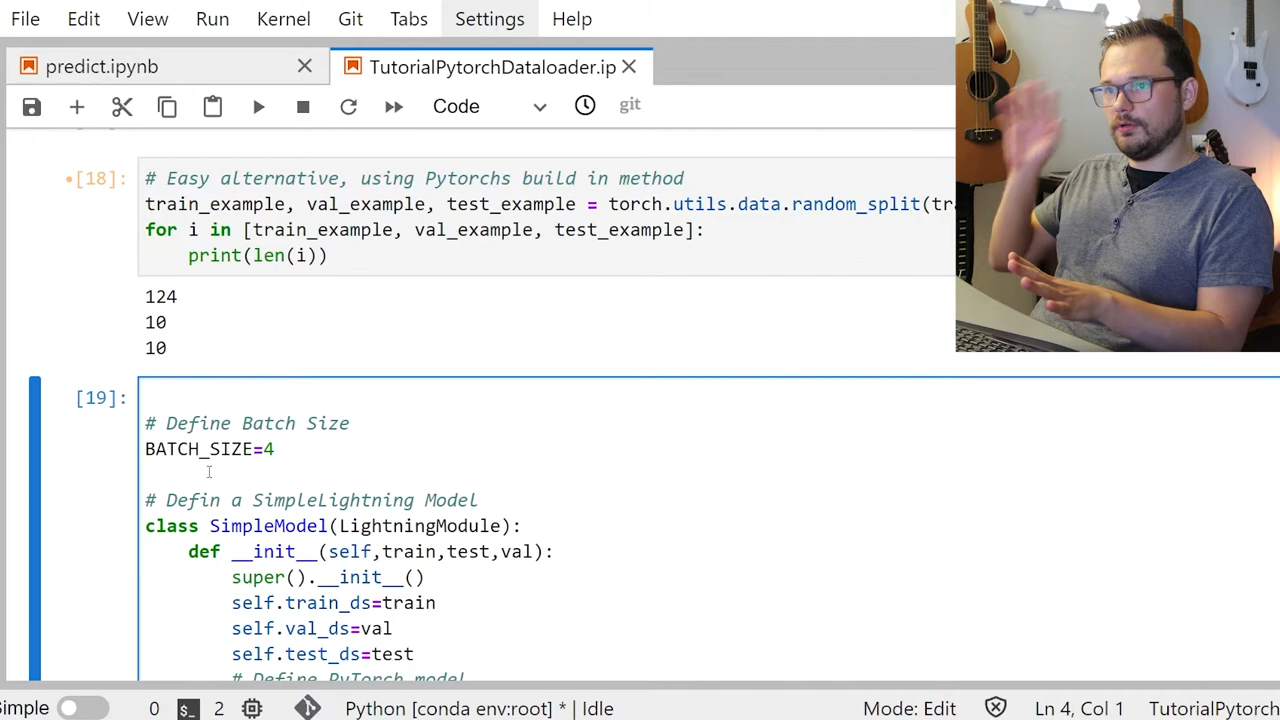 File Edit View Run Kernel Git Tabs Settings Help
predict.ipynb TutorialPytorchDataloader.ip
Code git
[18]:
# Easy alternative, using Pytorchs build in method
train_example, val_example, test_example = torch.utils.data.random_split(tr
for i in [train_example, val_example, test_example]:
print(len(i))
124
10
10
[19]:
# Define Batch Size
BATCH_SIZE=4
# Defin a SimpleLightning Model
class SimpleModel(LightningModule):
def __init__(self,train,test,val):
super().__init__()
self.train_ds=train
self.val_ds=val
self.test_ds=test
# Define PyTorch model
Simple 0 $_ 2 Python [conda env:root] * | Idle Mode: Edit Ln 4, Col 1 TutorialPytorch